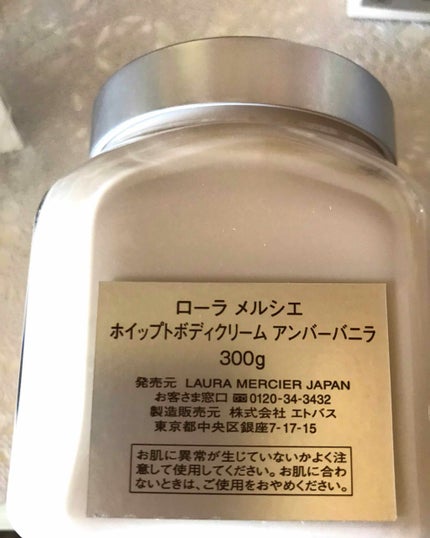 ローラ メルシエ
ホイップトボディクリーム アンバーバニラ
300g
発売元 LAURA MERCIER JAPAN
お客さま窓口 0120-34-3432
製造販売元 株式会社 エトバス
東京都中央区銀座7-17-15
お肌に異常が生じていないかよく注
意して使用してください。お肌に合わ
ないときは、ご使用をおやめください。